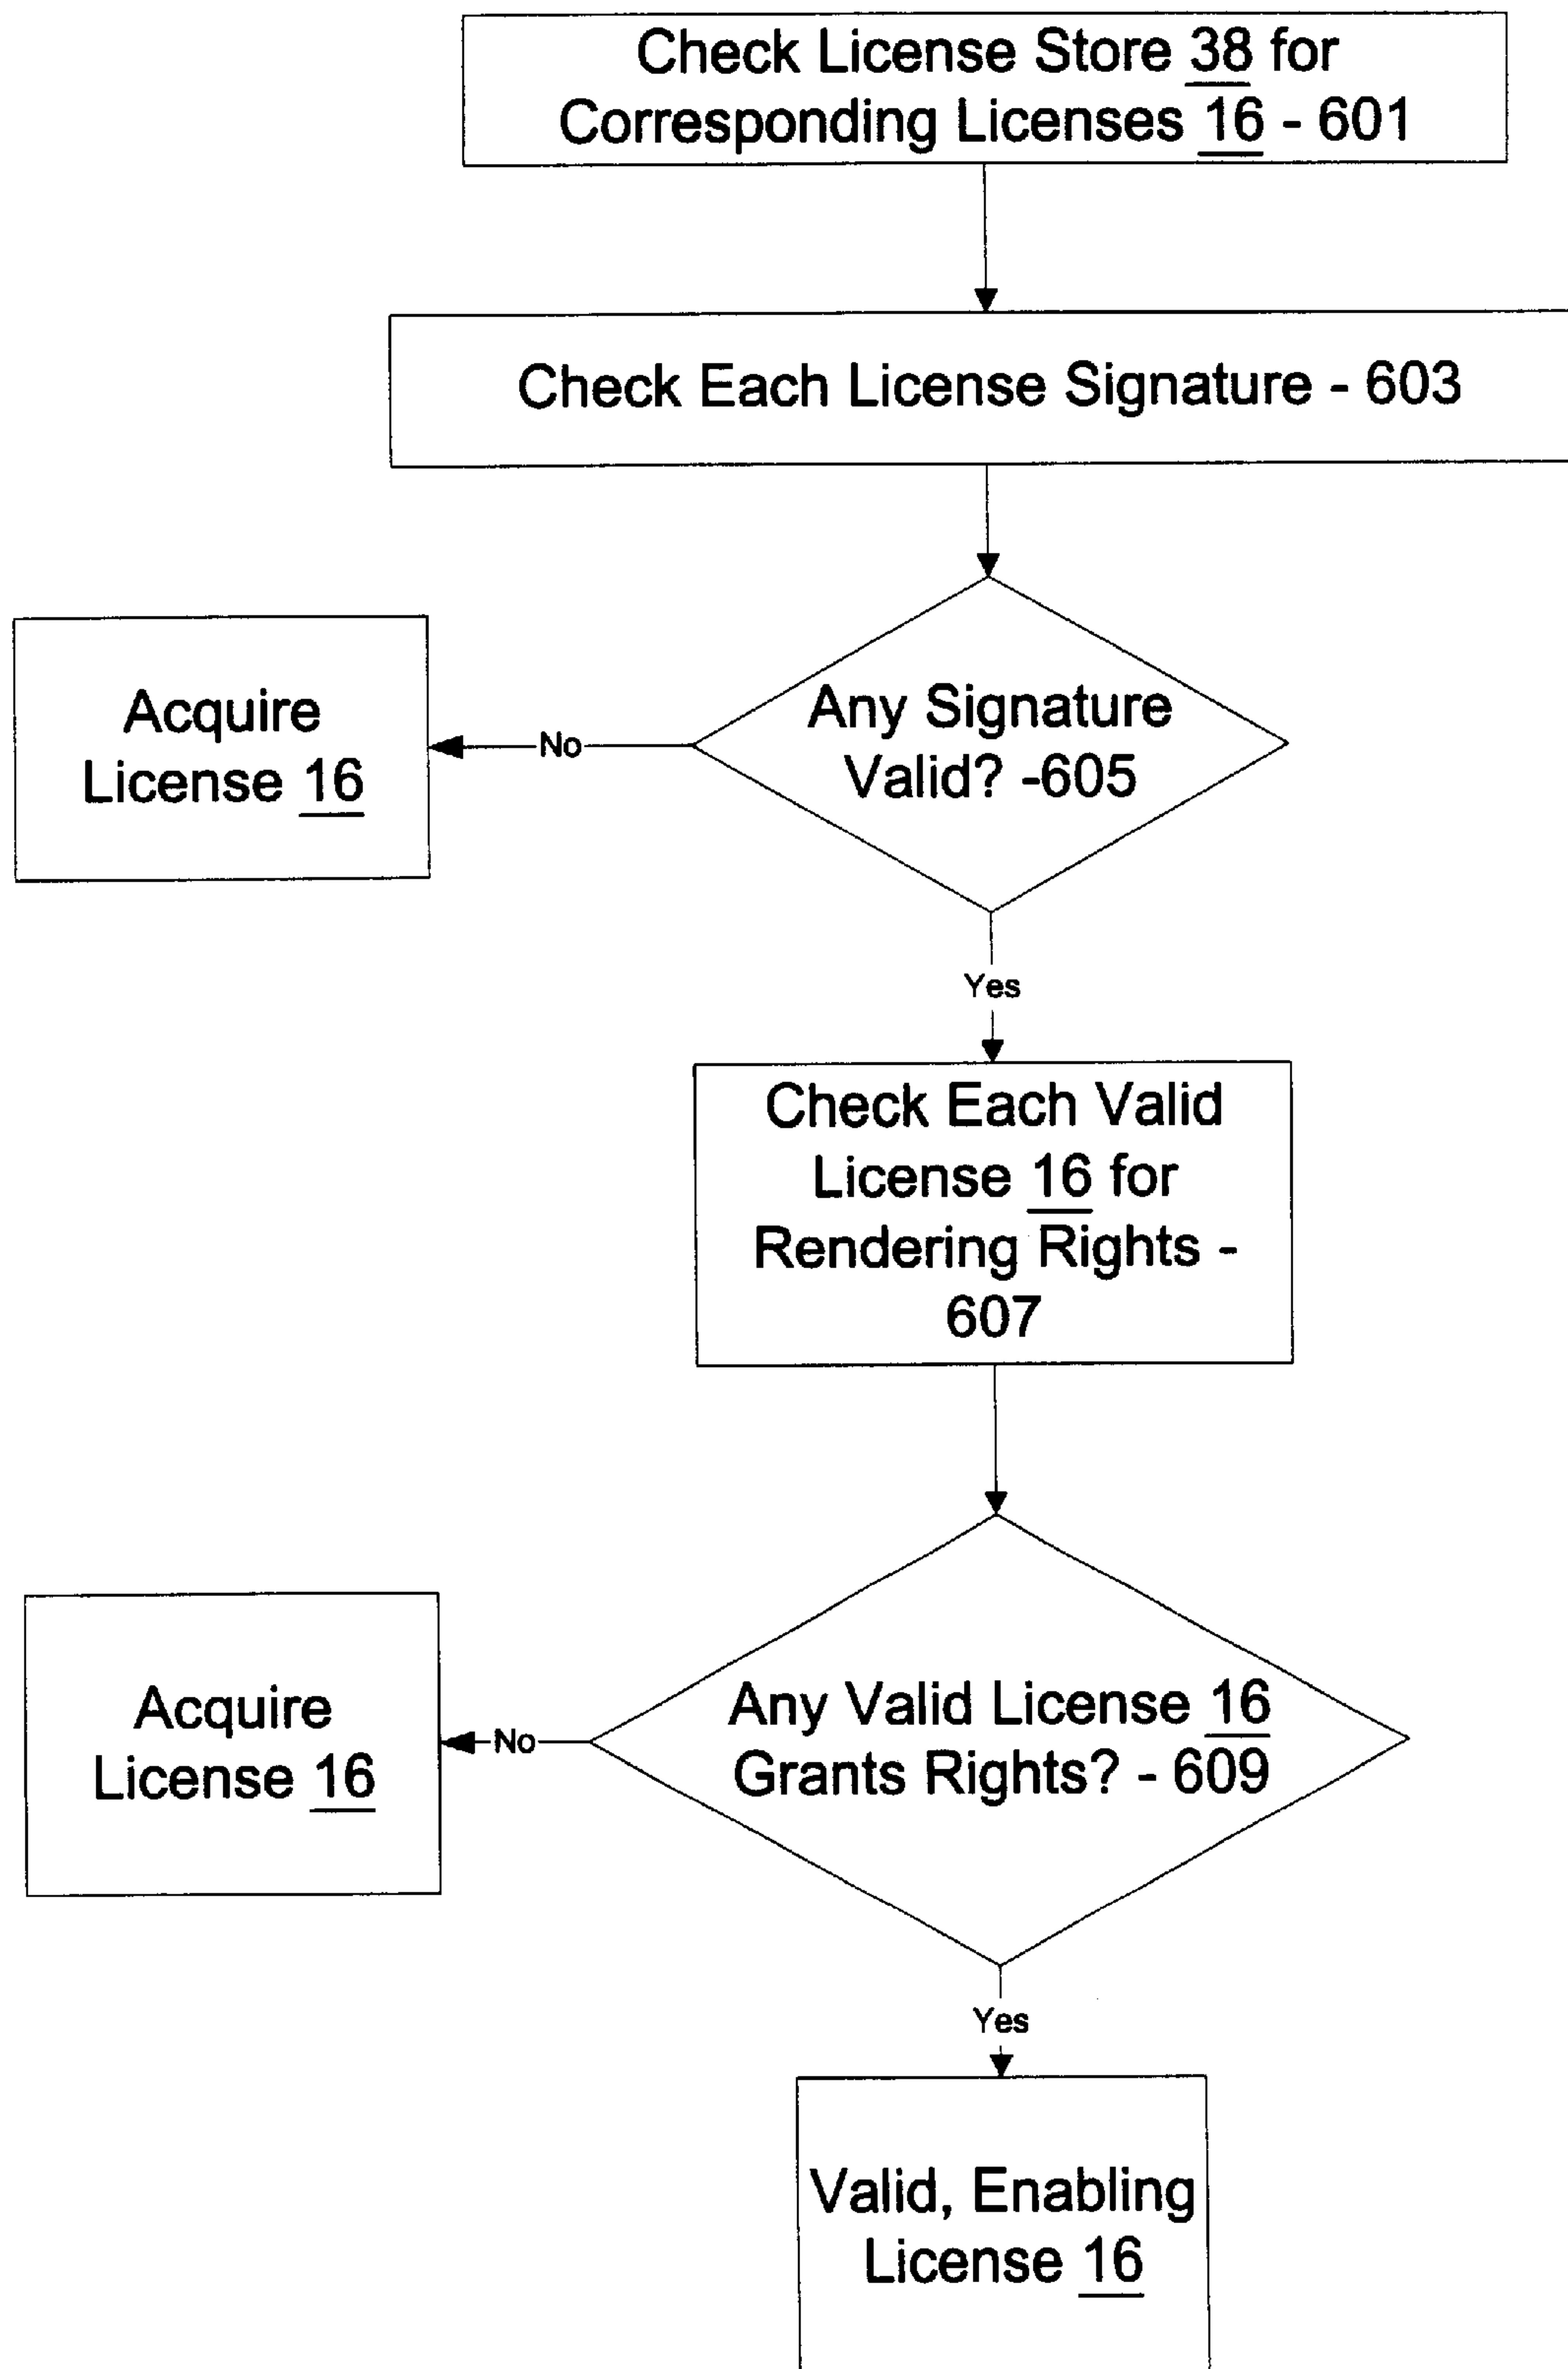 Check License Store 38 for
Corresponding Licenses 16 - 601
Check Each License Signature - 603
Any Signature
Valid? -605
No
Acquire
License 16
Yes
Check Each Valid
License 16 for
Rendering Rights -
607
Any Valid License 16
Grants Rights? - 609
No
Acquire
License 16
Yes
Valid, Enabling
License 16